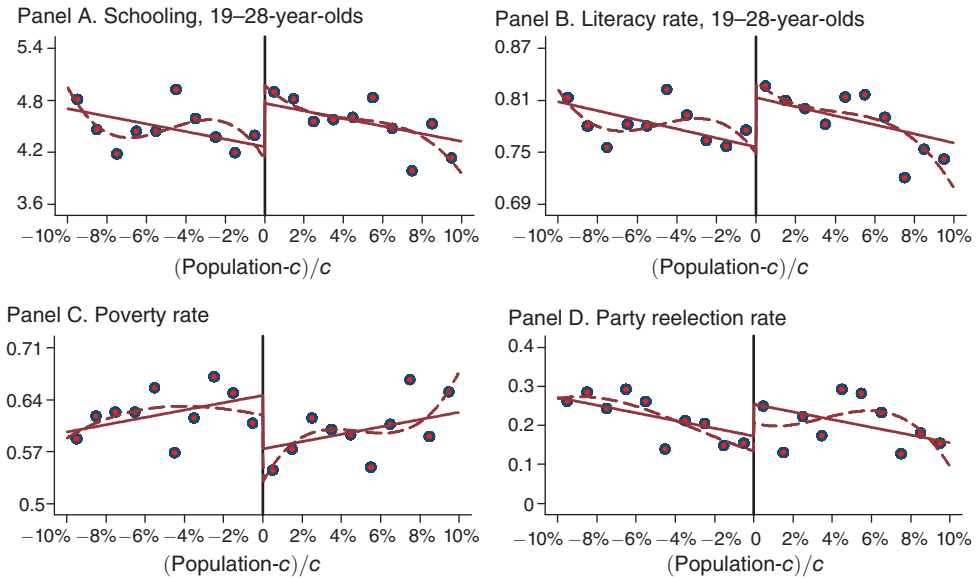 Panel A. Schooling, 19–28-year-olds
5.4
4.8
4.2
3.6
−10% −8% −6% −4% −2% 0 2% 4% 6% 8% 10%
(Population-c)/c
Panel B. Literacy rate, 19–28-year-olds
0.87
0.81
0.75
0.69
−10% −8% −6% −4% −2% 0 2% 4% 6% 8% 10%
(Population-c)/c
Panel C. Poverty rate
0.71
0.64
0.57
0.5
−10% −8% −6% −4% −2% 0 2% 4% 6% 8% 10%
(Population-c)/c
Panel D. Party reelection rate
0.4
0.3
0.2
0.1
0
−10% −8% −6% −4% −2% 0 2% 4% 6% 8% 10%
(Population-c)/c